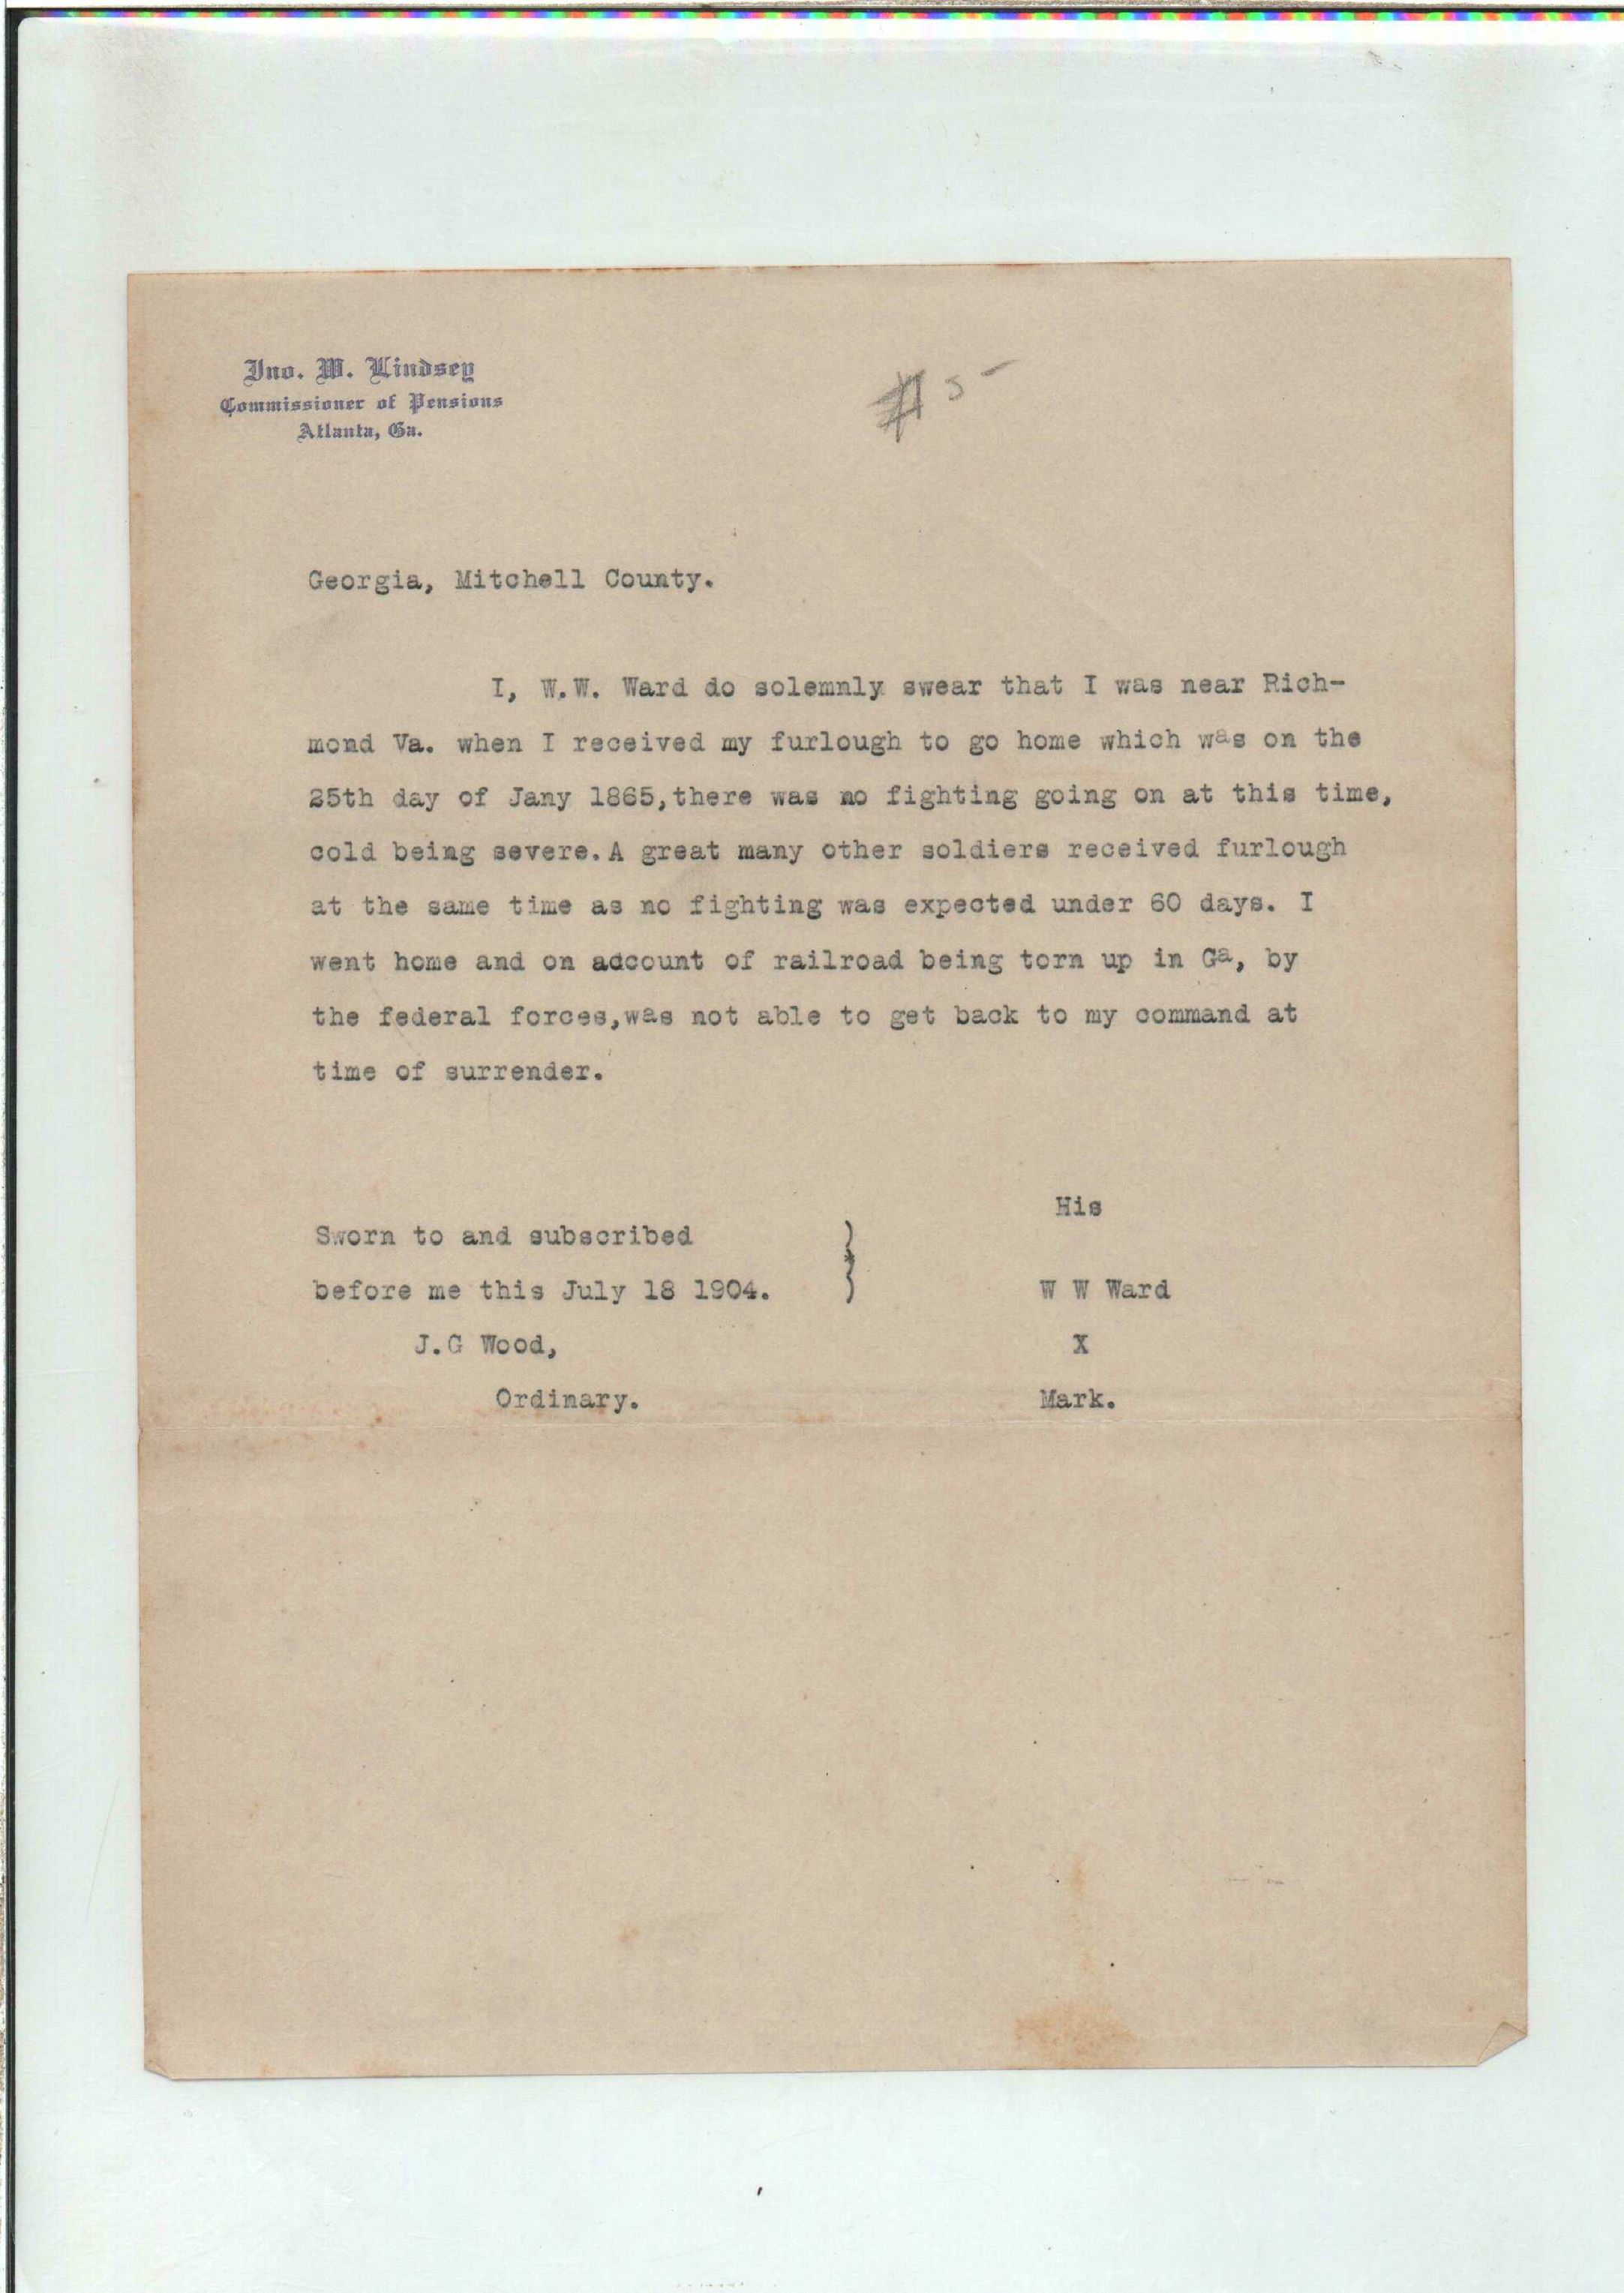 Jno. W. Lindsey
Commissioner of Pensions
Atlanta, Ga.
Georgia, Mitchell County.
I, W.W. Ward do solemnly swear that I was near Rich-
mond Va. when I received my furlough to go home which was on the
25th day of Jany 1865,there was no fighting going on at this time,
cold being severe.A great many other soldiers received furlough
at the same time as no fighting was expected under 60 days. I
went home and on adcount of railroad being torn up in Ga, by
the federal forces,was not able to get back to my command at
time of surrender.
His
Sworn to and subscribed
before me this July 18 1904. W W Ward
J.G Wood, X
Ordinary. Mark.